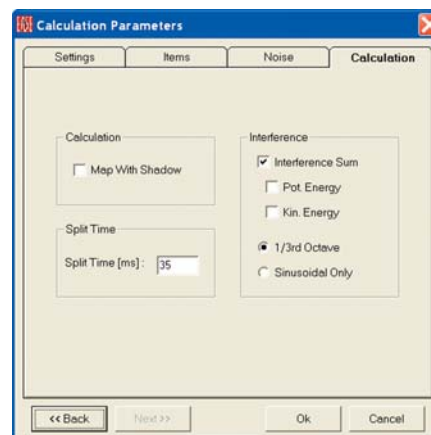 EASE Calculation Parameters
Settings Items Noise Calculation
Calculation
Map With Shadow
Split Time
Split Time [ms] : 35
Interference
Interference Sum
Pot. Energy
Kin. Energy
1/3rd Octave
Sinusoidal Only
<< Back Next >> Ok Cancel